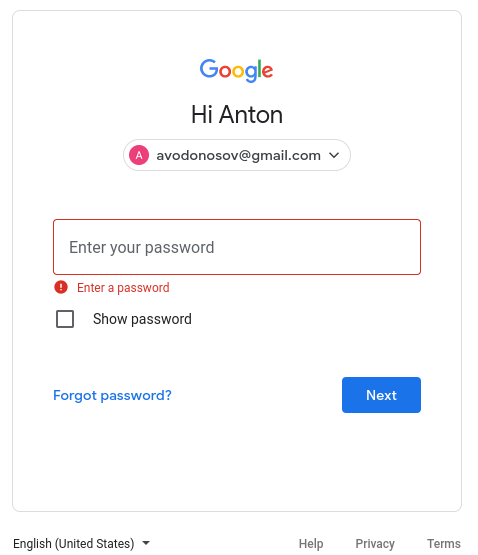 Google
Hi Anton
A avodonosov@gmail.com
Enter your password
! Enter a password
Show password
Forgot password? Next
English (United States) Help Privacy Terms